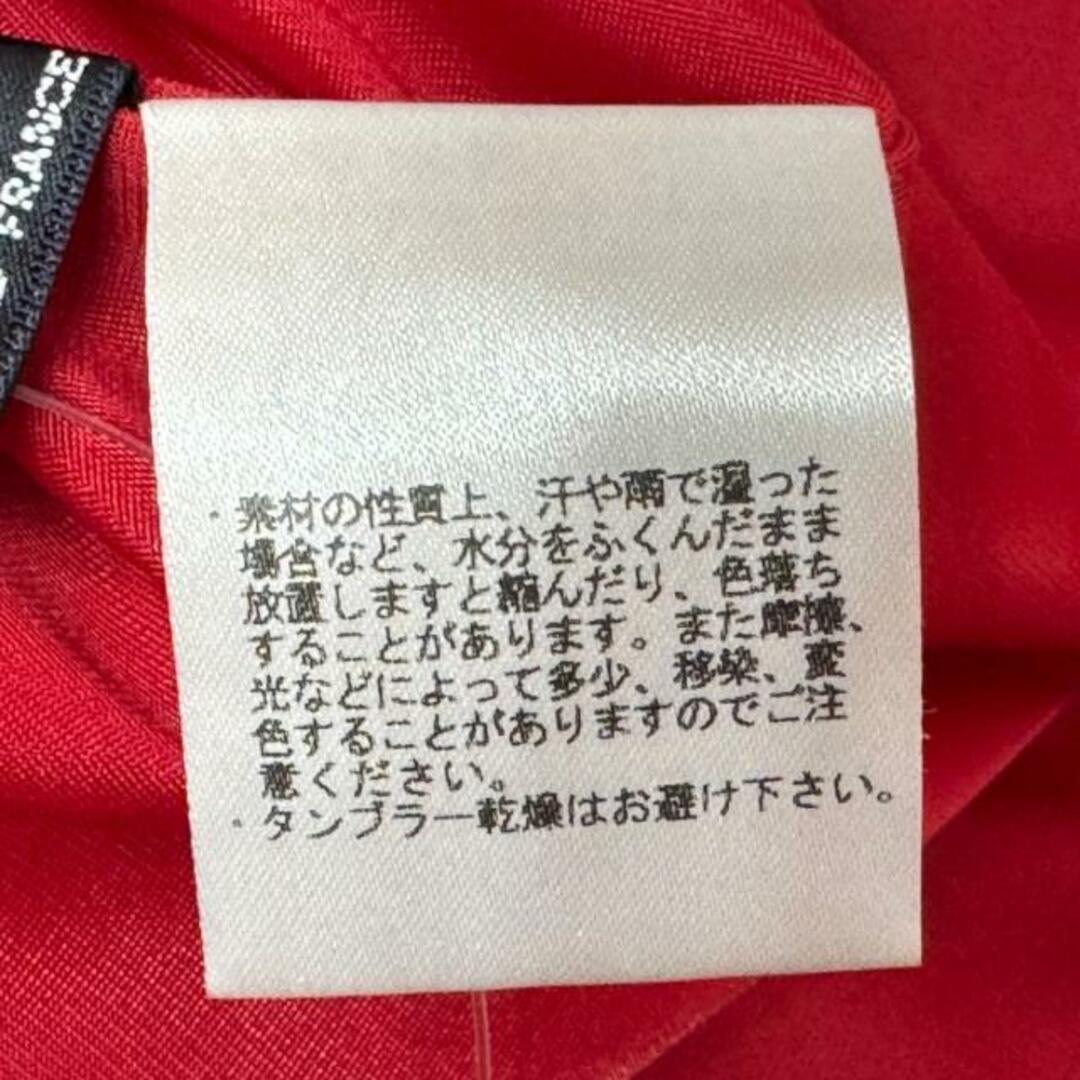 FRANCE
・素材の性質上、汗や雨で湿った
場合など、水分をふくんだまま
放置しますと縮んだり、色落ち
することがあります。また摩擦、
光などによって多少、移染、変
色することがありますのでご注
意ください。
・タンブラー乾燥はお避け下さい。